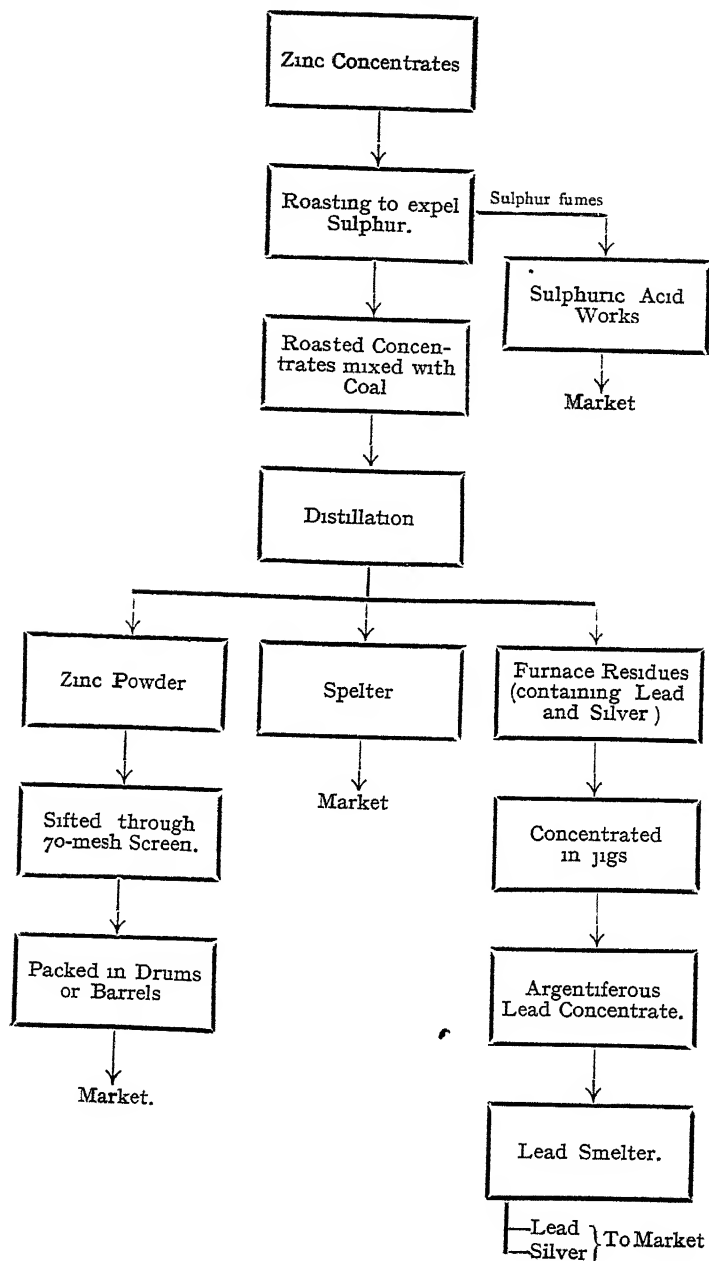 Zinc Concentrates
Roasting to expel
Sulphur.
Sulphur fumes
Sulphuric Acid
Works
Market
Roasted Concen-
trates mixed with
Coal
Distillation
Zinc Powder
Sifted through
70-mesh Screen.
Packed in Drums
or Barrels
Market.
Spelter
Market
Furnace Residues
(containing Lead
and Silver)
Concentrated
in jigs
Argentiferous
Lead Concentrate.
Lead Smelter.
Lead
Silver } To Market